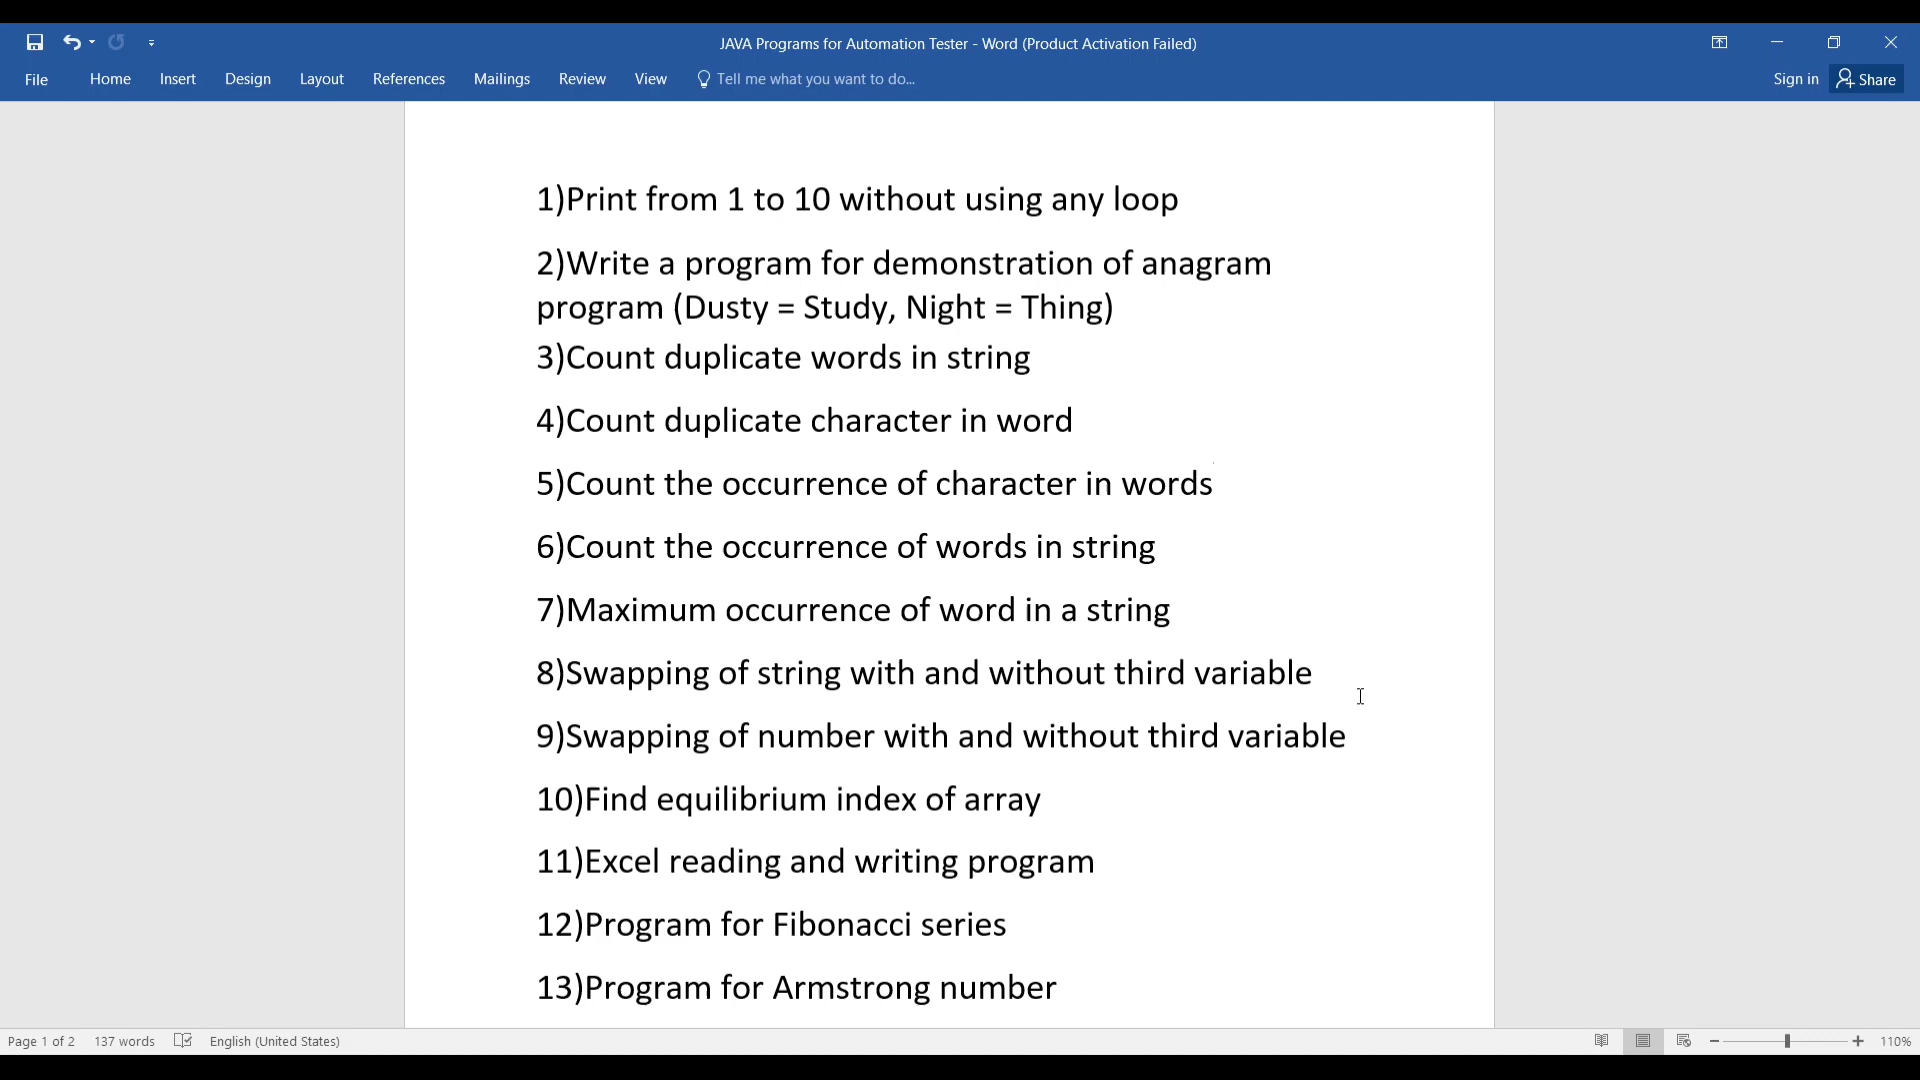 JAVA Programs for Automation Tester - Word (Product Activation Failed)
File Home Insert Design Layout References Mailings Review View Tell me what you want to do... Sign in Share
1)Print from 1 to 10 without using any loop
2)Write a program for demonstration of anagram
program (Dusty = Study, Night = Thing)
3)Count duplicate words in string
4)Count duplicate character in word
5)Count the occurrence of character in words
6)Count the occurrence of words in string
7)Maximum occurrence of word in a string
8)Swapping of string with and without third variable
9)Swapping of number with and without third variable
10)Find equilibrium index of array
11)Excel reading and writing program
12)Program for Fibonacci series
13)Program for Armstrong number
Page 1 of 2 137 words English (United States) 110%